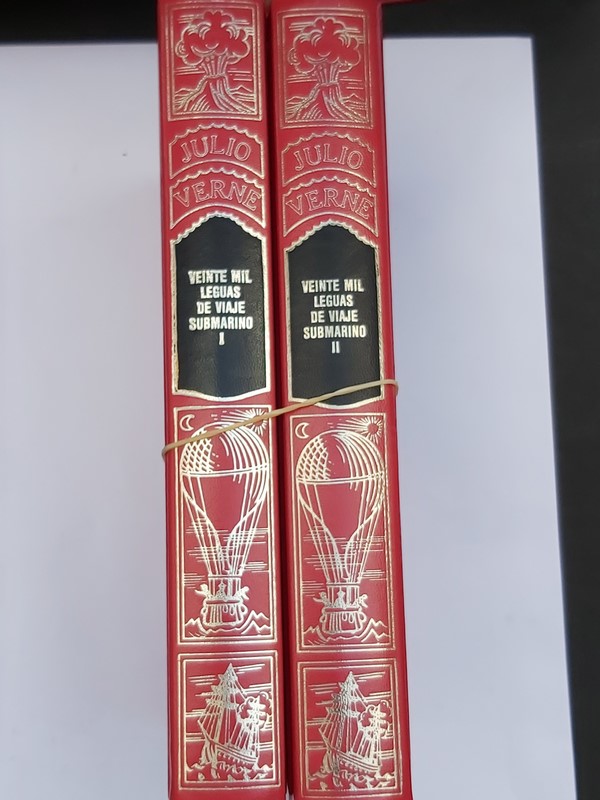 JULIO
VERNE
VEINTE MIL
LEGUAS
DE VIAJE
SUBMARINO
I
JULIO
VERNE
VEINTE MIL
LEGUAS
DE VIAJE
SUBMARINO
II